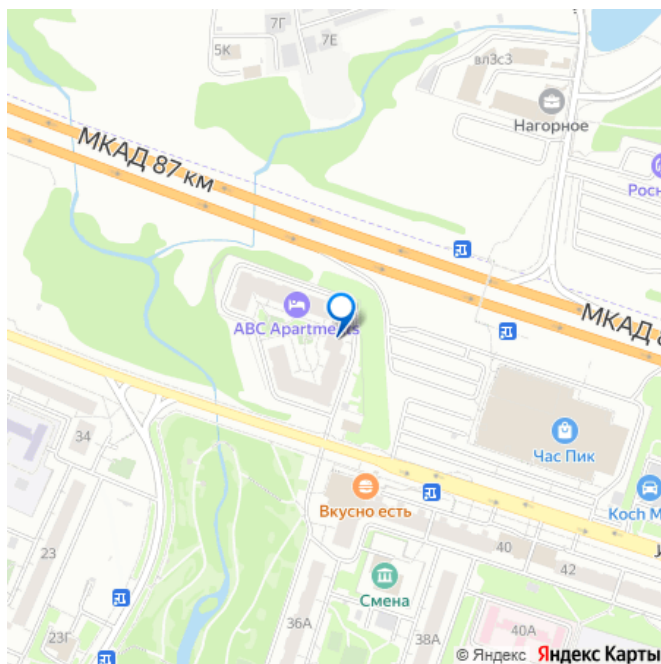 7Г
7Е
5К
вл3с3
Нагорное
МКАД 87 км
Росн
ABC Apartments
МКАД 8
34
Час Пик
Вкусно есть
Koch М
23
40
42
Смена
36А
38А
40А
23Г
© Яндекс Яндекс Карты